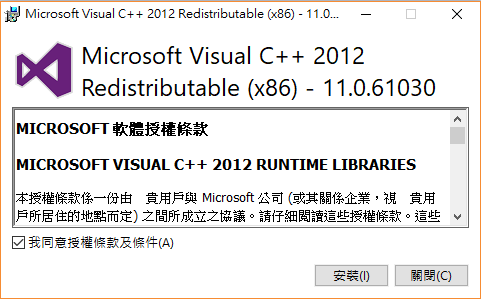 Microsoft Visual C++ 2012 Redistributable (x86) - 11.0...
Microsoft Visual C++ 2012
Redistributable (x86) - 11.0.61030
MICROSOFT 軟體授權條款
MICROSOFT VISUAL C++ 2012 RUNTIME LIBRARIES
本授權條款係一份由 貴用戶與 Microsoft 公司 (或其關係企業，視 貴用
戶所居住的地點而定) 之間所成立之協議。請仔細閱讀這些授權條款。這些
我同意授權條款及條件(A)
安裝(I) 關閉(C)